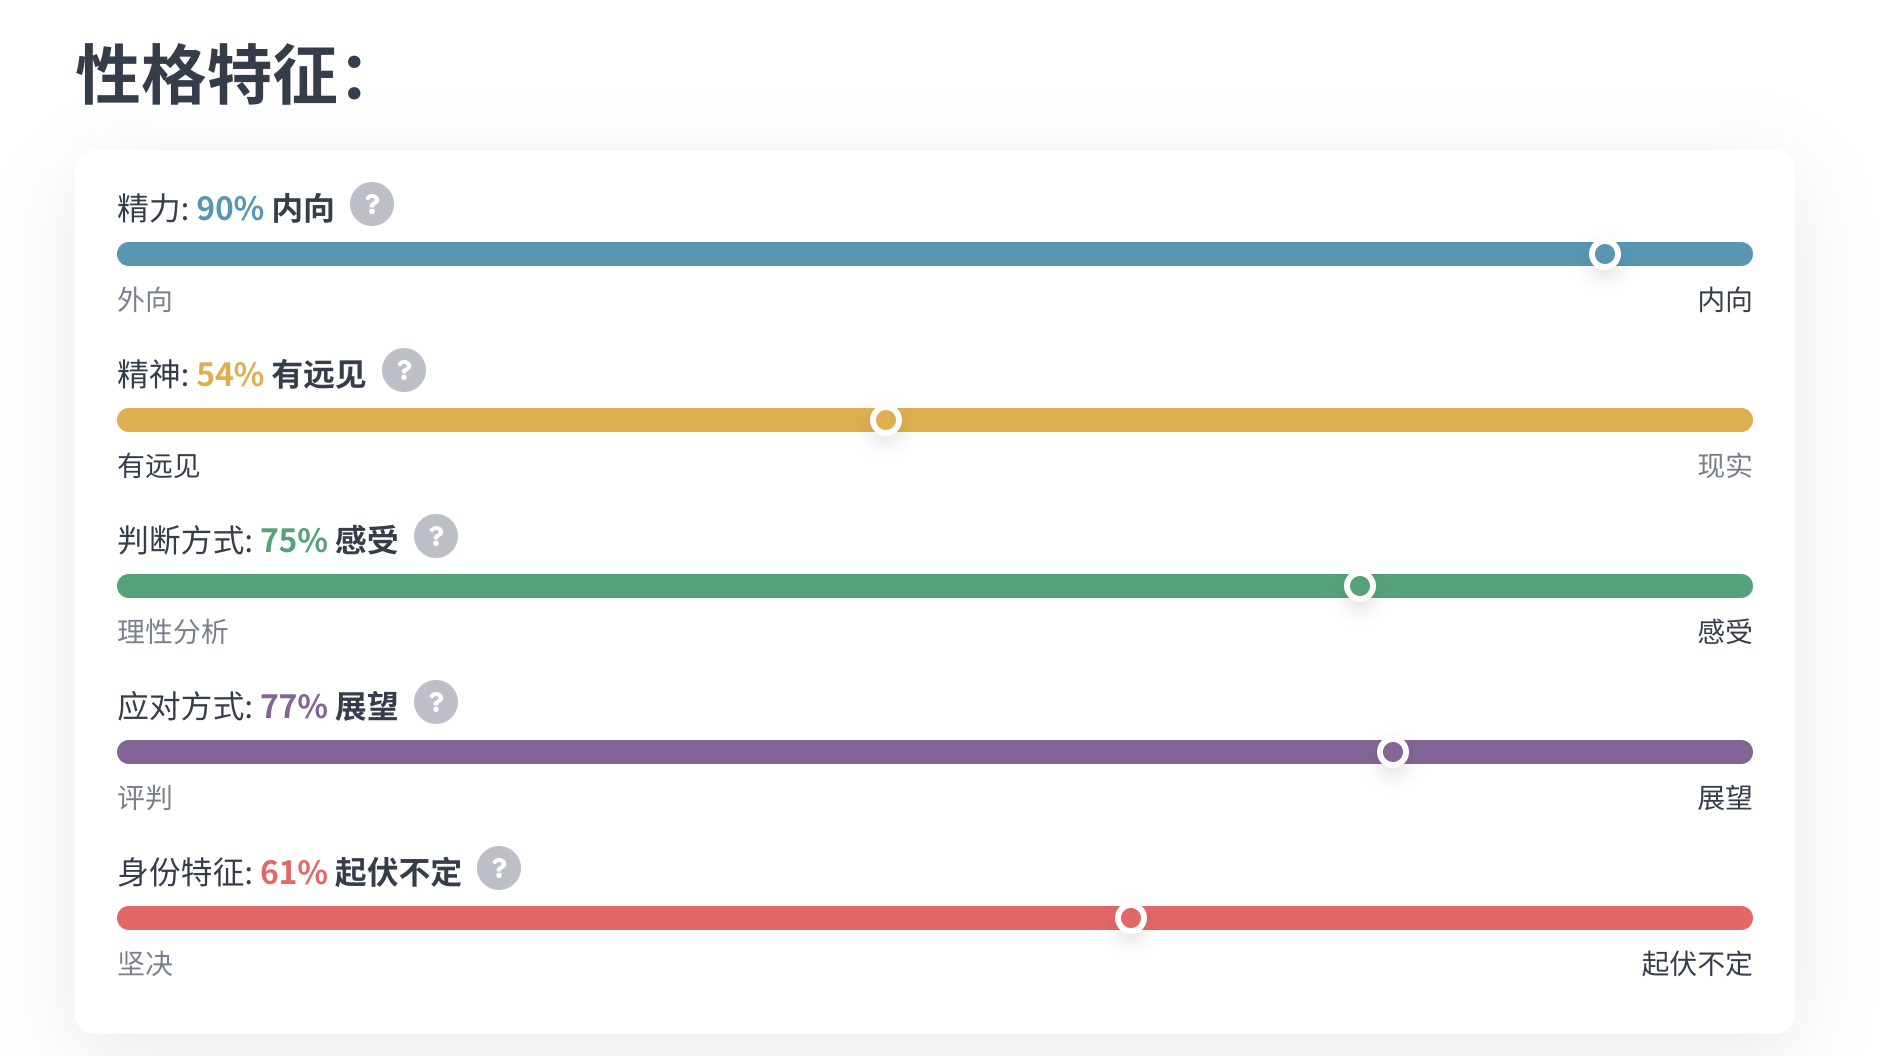 性格特征：
精力: 90% 内向 ?
外向 内向
精神: 54% 有远见 ?
有远见 现实
判断方式: 75% 感受 ?
理性分析 感受
应对方式: 77% 展望 ?
评判 展望
身份特征: 61% 起伏不定 ?
坚决 起伏不定